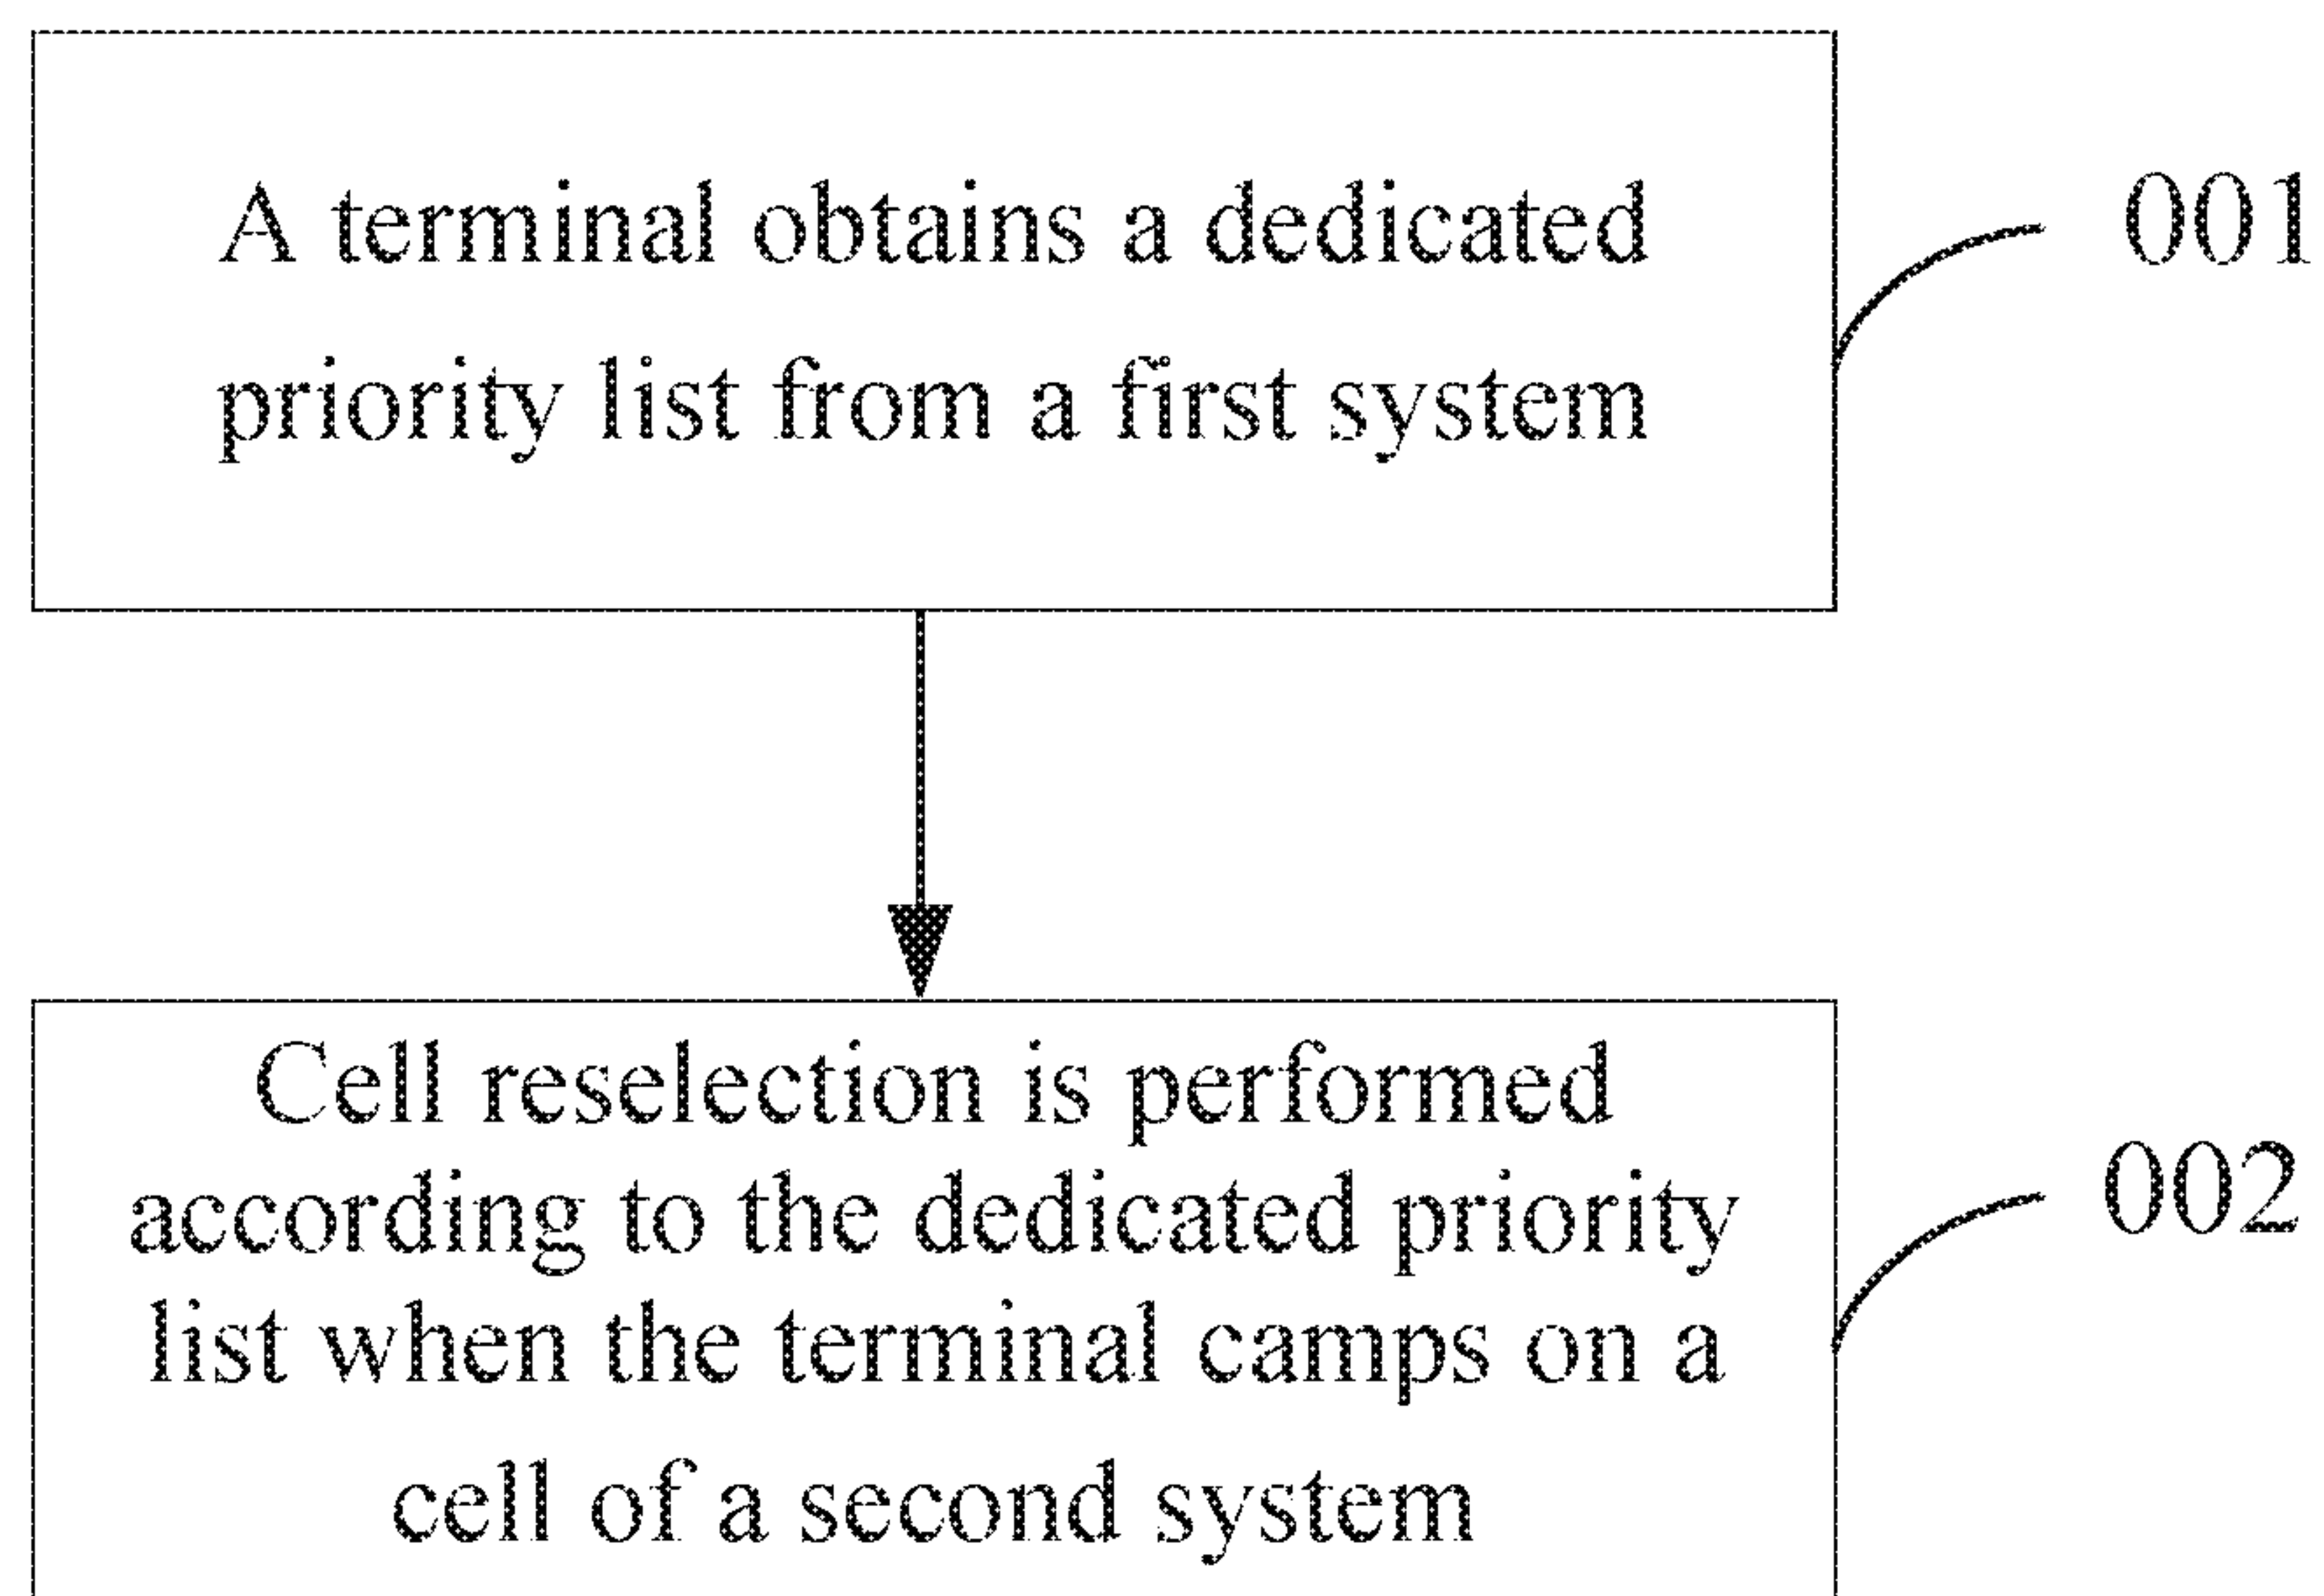 A terminal obtains a dedicated
priority list from a first system
001
Cell reselection is performed
according to the dedicated priority
list when the terminal camps on a
cell of a second system
002